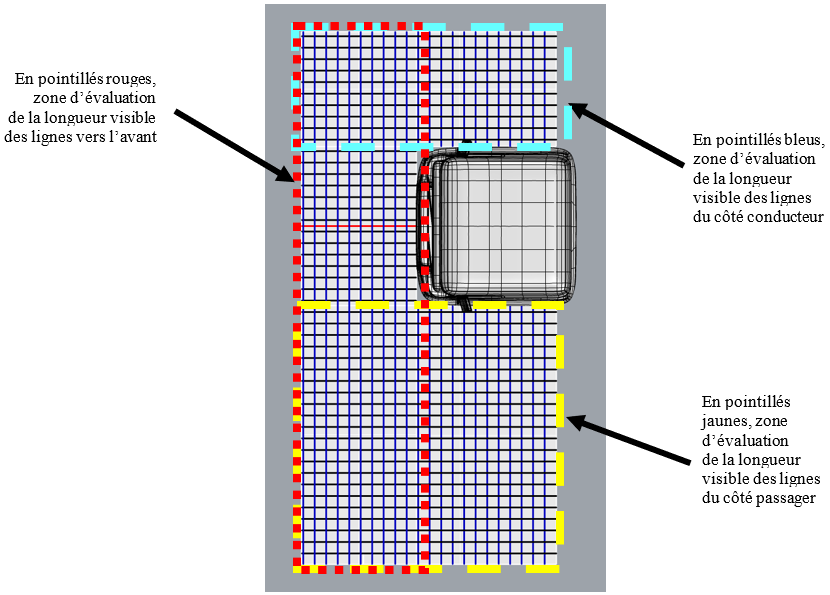 En pointillés rouges,
zone d’évaluation
de la longueur visible
des lignes vers l’avant
En pointillés bleus,
zone d’évaluation
de la longueur
visible des lignes
du côté conducteur
En pointillés
jaunes, zone
d’évaluation
de la longueur
visible des lignes
du côté passager